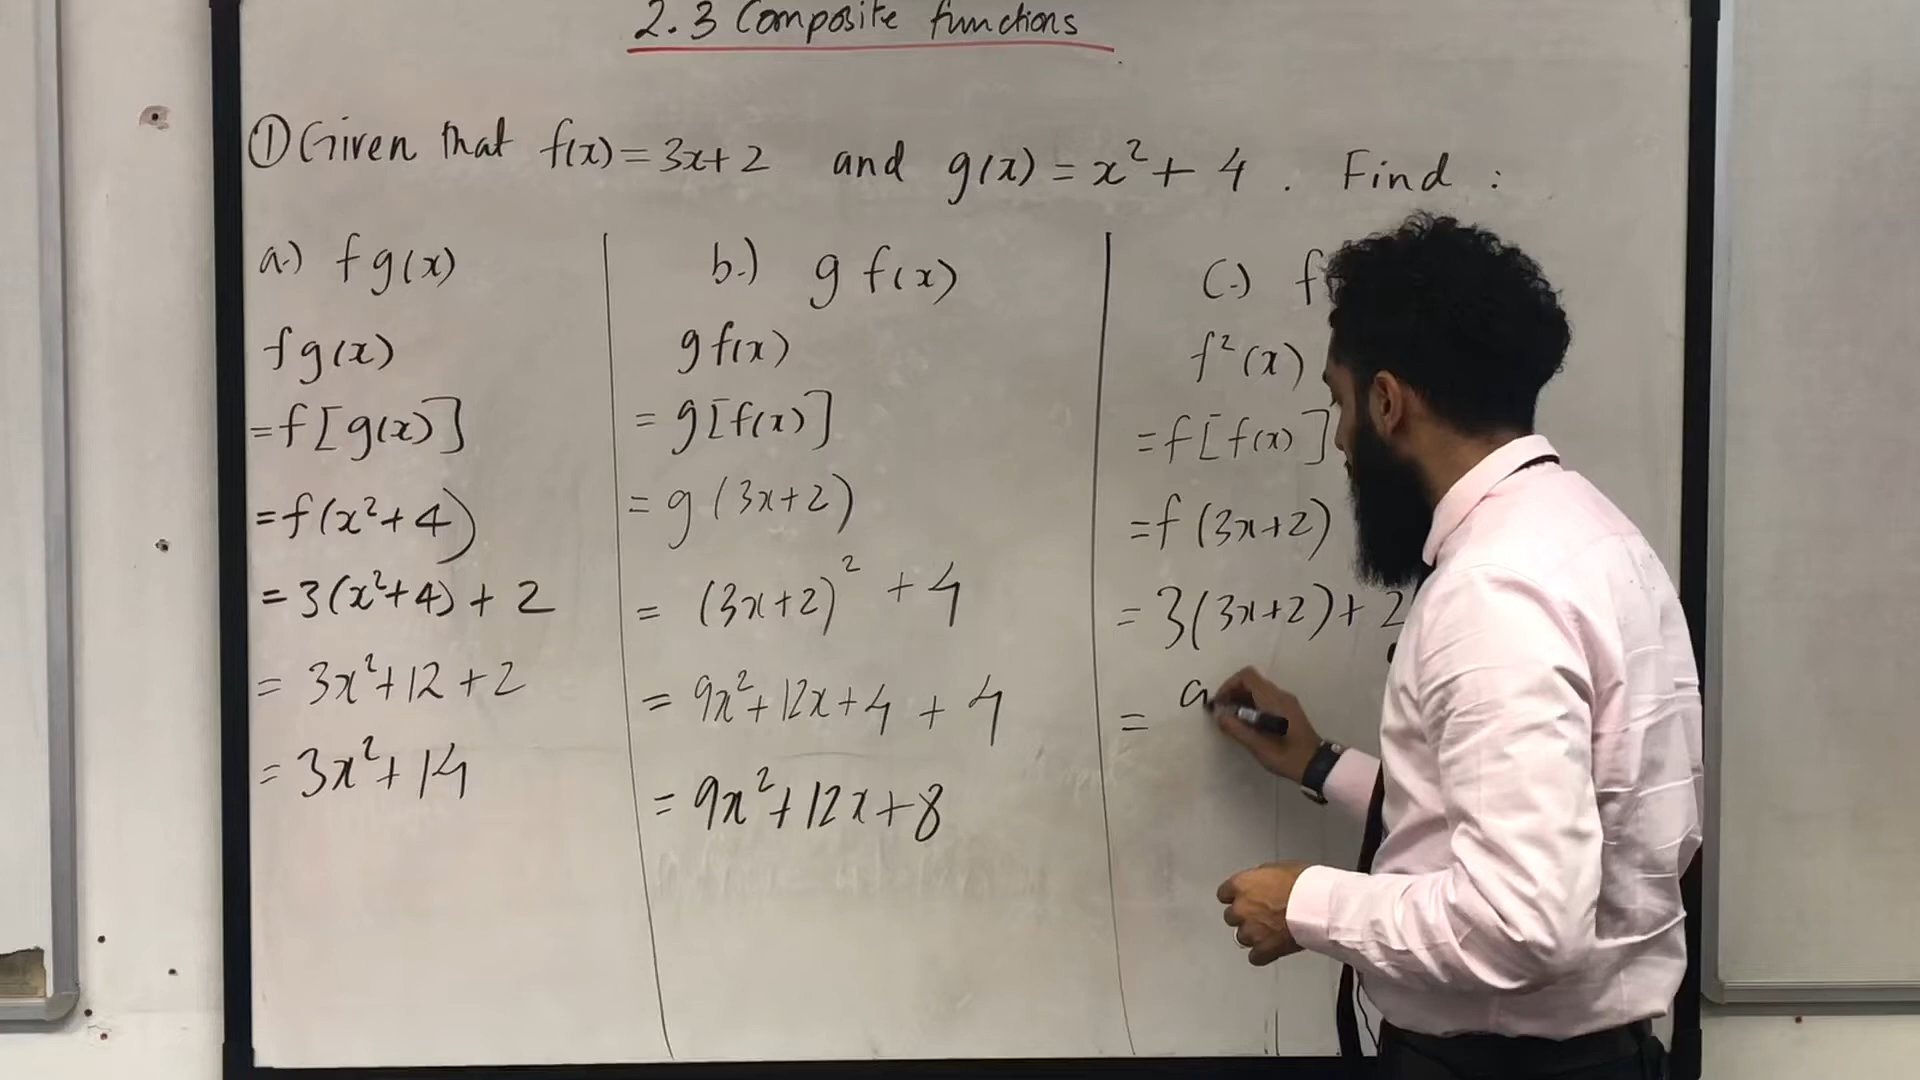 2.3 Composite functions
① Given that f(x) = 3x + 2 and g(x) = x² + 4 . Find :
a.) fg(x)
fg(x)
= f[g(x)]
= f(x² + 4)
= 3(x² + 4) + 2
= 3x² + 12 + 2
= 3x² + 14
b.) g f(x)
gf(x)
= g[f(x)]
= g(3x+2)
= (3x+2)² + 4
= 9x² + 12x + 4 + 4
= 9x² + 12x + 8
(.) f
f²(x)
= f[f(x)]
= f(3x+2)
= 3(3x+2) + 2
=